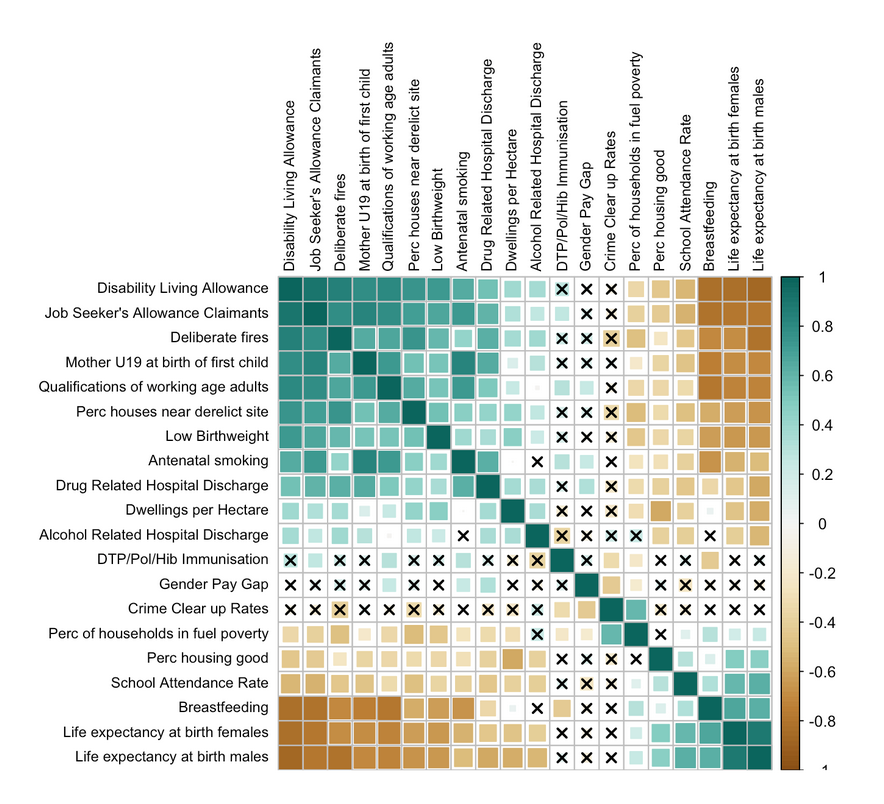 Disability Living Allowance
Job Seeker's Allowance Claimants
Deliberate fires
Mother U19 at birth of first child
Qualifications of working age adults
Perc houses near derelict site
Low Birthweight
Antenatal smoking
Drug Related Hospital Discharge
Dwellings per Hectare
Alcohol Related Hospital Discharge
DTP/Pol/Hib Immunisation
Gender Pay Gap
Crime Clear up Rates
Perc of households in fuel poverty
Perc housing good
School Attendance Rate
Breastfeeding
Life expectancy at birth females
Life expectancy at birth males
Disability Living Allowance
Job Seeker's Allowance Claimants
Deliberate fires
Mother U19 at birth of first child
Qualifications of working age adults
Perc houses near derelict site
Low Birthweight
Antenatal smoking
Drug Related Hospital Discharge
Dwellings per Hectare
Alcohol Related Hospital Discharge
DTP/Pol/Hib Immunisation
Gender Pay Gap
Crime Clear up Rates
Perc of households in fuel poverty
Perc housing good
School Attendance Rate
Breastfeeding
Life expectancy at birth females
Life expectancy at birth males
1
0.8
0.6
0.4
0.2
0
-0.2
-0.4
-0.6
-0.8